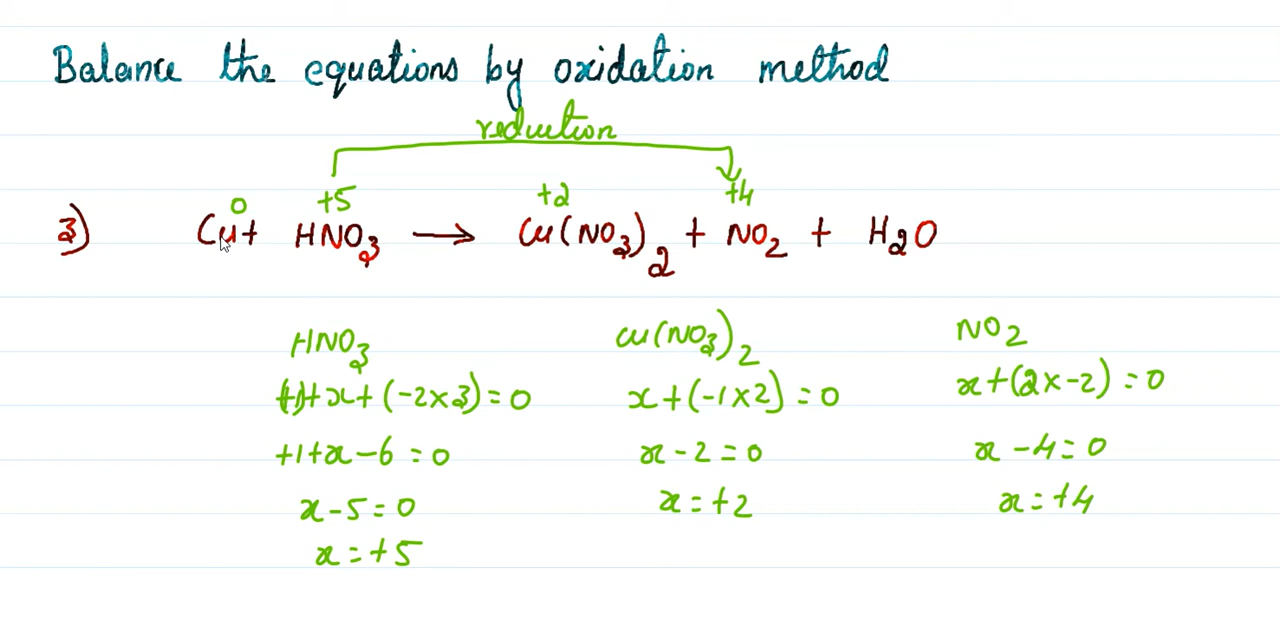 Balance the equations by oxidation method
reduction
0 +5 +2 +4
3) Cu + HNO3 → Cu(NO3)2 + NO2 + H2O
HNO3 Cu(NO3)2 NO2
(+1)+x+(-2×3)=0 x+(-1×2)=0 x+(2×-2)=0
+1+x-6=0 x-2=0 x-4=0
x-5=0 x=+2 x=+4
x=+5